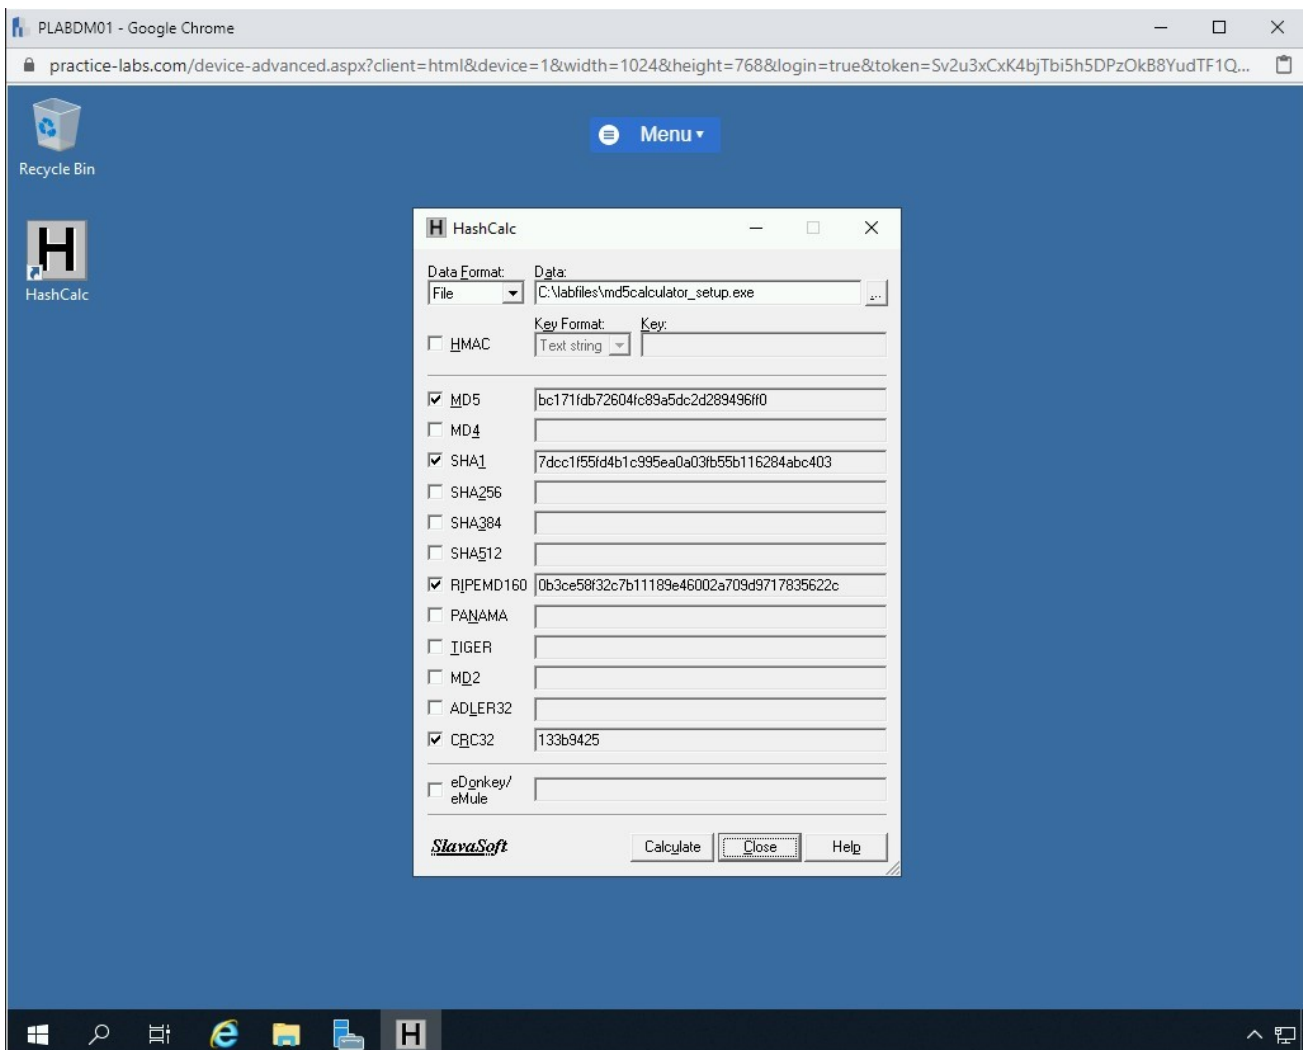 PLABDM01 - Google Chrome
practice-labs.com/device-advanced.aspx?client=html&device=1&width=1024&height=768&login=true&token=Sv2u3xCxK4bjTbi5h5DPzOkB8YudTF1Q...
Recycle Bin
Menu
H
HashCalc
H HashCalc
Data Format: Data:
File C:\labfiles\md5calculator_setup.exe ...
Key Format: Key:
HMAC Text string
MD5 bc171fdb72604fc89a5dc2d289496ff0
MD4
SHA1 7dcc1f55fd4b1c995ea0a03fb55b116284abc403
SHA256
SHA384
SHA512
RIPEMD160 0b3ce58f32c7b11189e46002a709d9717835622c
PANAMA
TIGER
MD2
ADLER32
CRC32 133b9425
eDonkey/
eMule
SlavaSoft Calculate Close Help
H